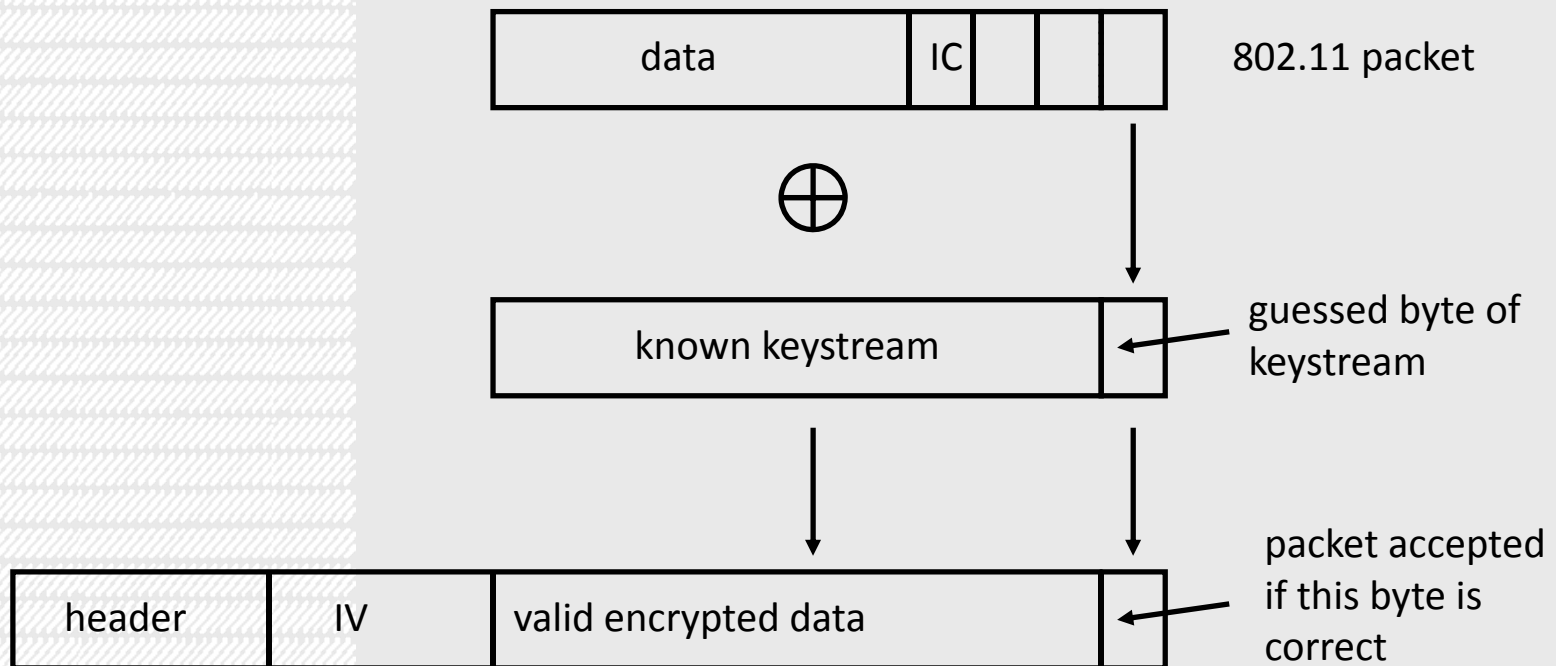 data
IC
802.11 packet
known keystream
guessed byte of
keystream
header
IV
valid encrypted data
packet accepted
if this byte is
correct